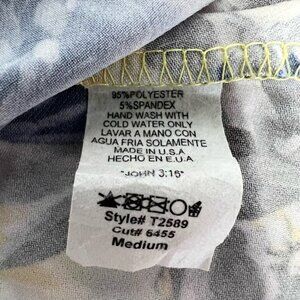 95%POLYESTER
5%SPANDEX
HAND WASH WITH
COLD WATER ONLY
LAVAR A MANO CON
AGUA FRIA SOLAMENTE
MADE IN U.S.A
HECHO EN E.U.A
"JOHN 3:16"
Style# T2589
Cut# 6455
Medium